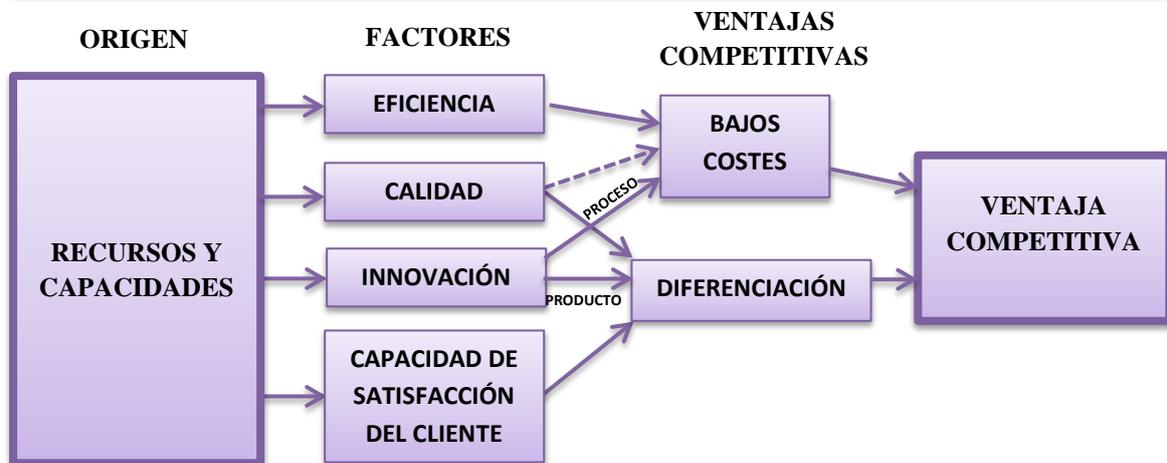 ORIGEN
FACTORES
VENTAJAS
COMPETITIVAS
RECURSOS Y
CAPACIDADES
EFICIENCIA
CALIDAD
INNOVACIÓN
CAPACIDAD DE
SATISFACCIÓN
DEL CLIENTE
PROCESO
PRODUCTO
BAJOS
COSTES
DIFERENCIACIÓN
VENTAJA
COMPETITIVA